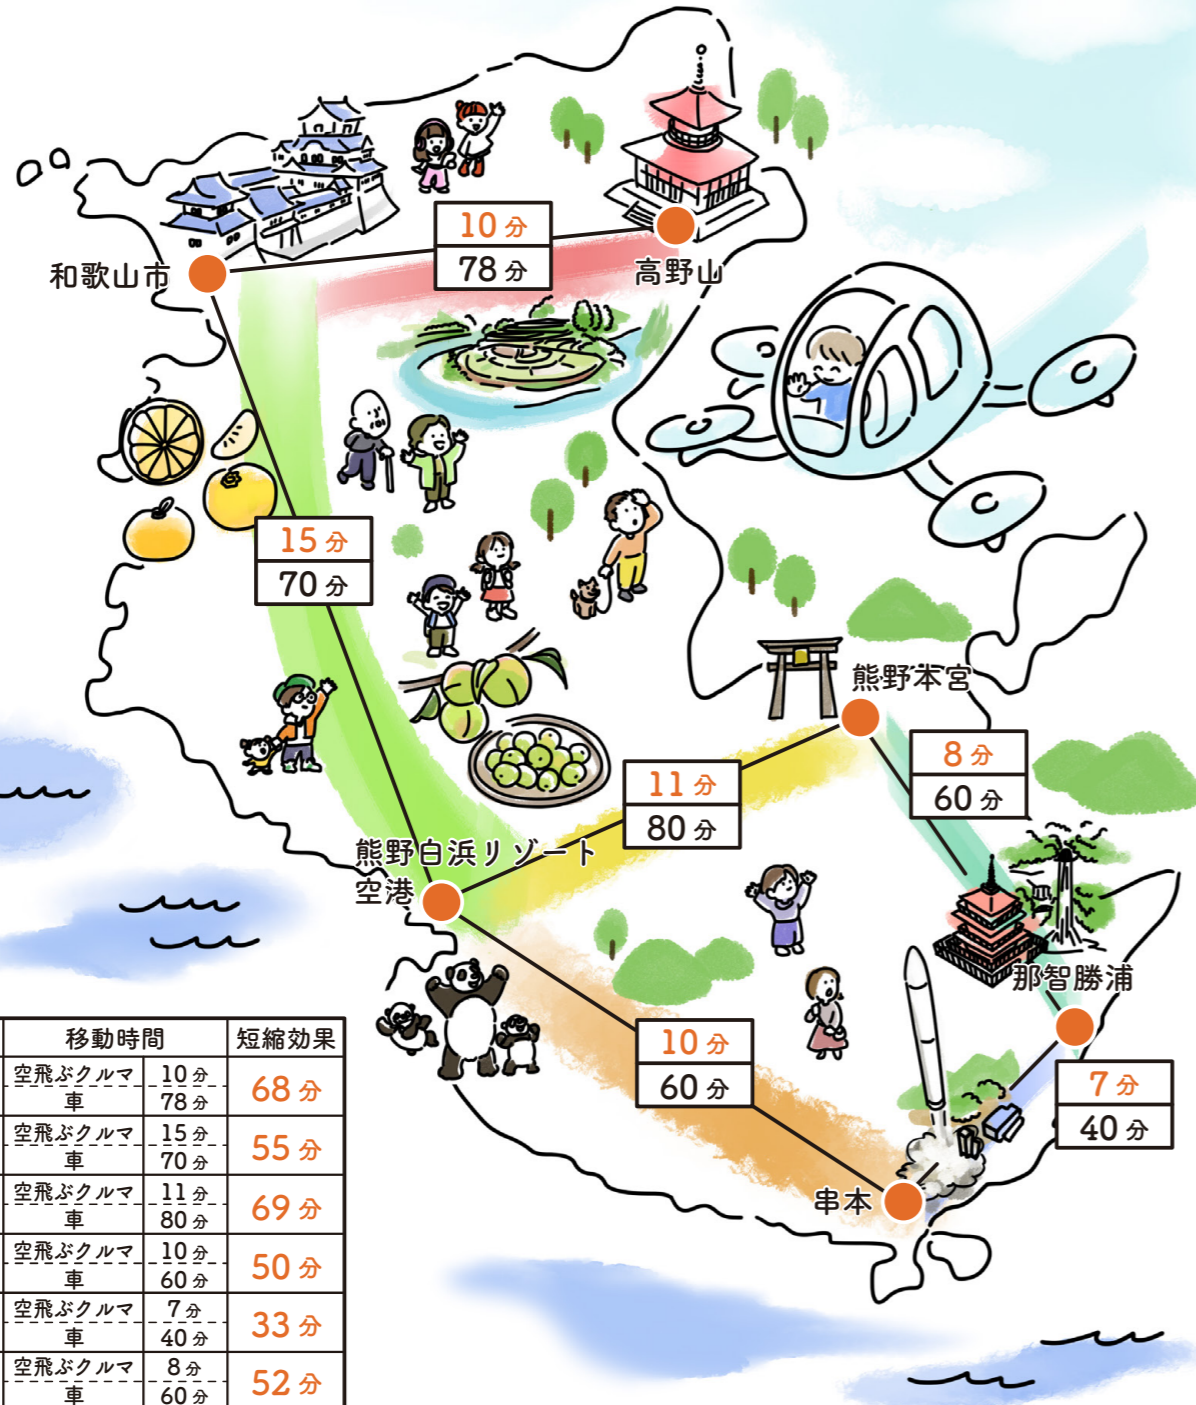 10分
78分
和歌山市
高野山
15分
70分
熊野本宮
8分
60分
11分
80分
熊野白浜リゾート
空港
那智勝浦
10分
60分
7分
40分
串本
移動時間 短縮効果
空飛ぶクルマ 10分 68分
車 78分
空飛ぶクルマ 15分 55分
車 70分
空飛ぶクルマ 11分 69分
車 80分
空飛ぶクルマ 10分 50分
車 60分
空飛ぶクルマ 7分 33分
車 40分
空飛ぶクルマ 8分 52分
車 60分